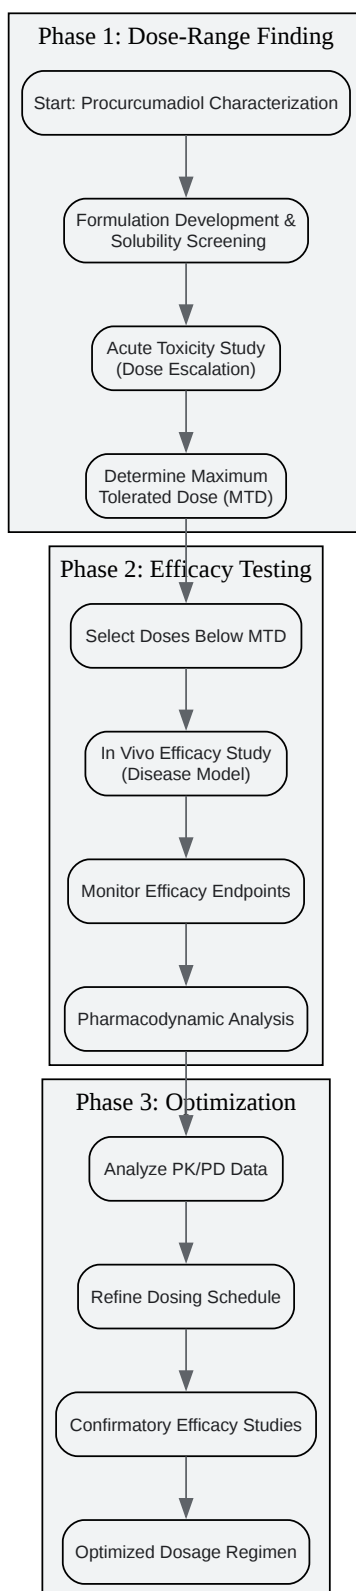 Phase 1: Dose-Range Finding
Start: Procurcumadiol Characterization
Formulation Development &
Solubility Screening
Acute Toxicity Study
(Dose Escalation)
Determine Maximum
Tolerated Dose (MTD)
Phase 2: Efficacy Testing
Select Doses Below MTD
In Vivo Efficacy Study
(Disease Model)
Monitor Efficacy Endpoints
Pharmacodynamic Analysis
Phase 3: Optimization
Analyze PK/PD Data
Refine Dosing Schedule
Confirmatory Efficacy Studies
Optimized Dosage Regimen